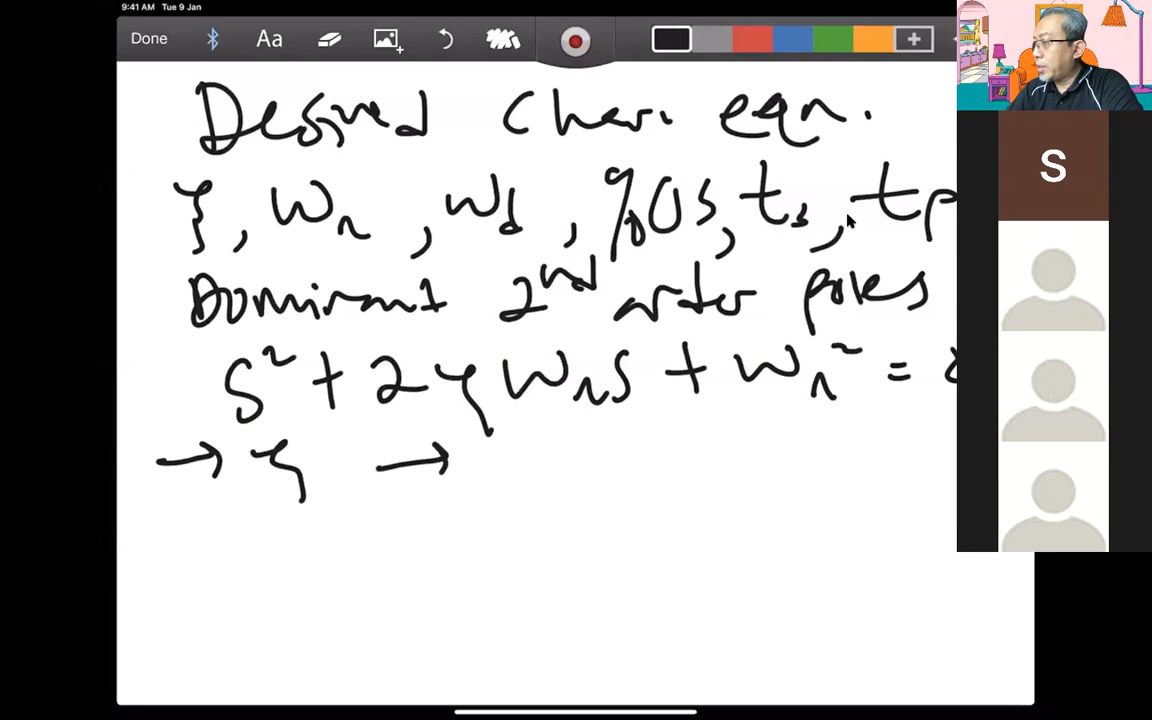 9:41 AM Tue 9 Jan
Done Aa
Desired char. eqn.
ζ, ωn, ωd, %OS, ts, tp
Dominant 2nd order poles
s² + 2ζωns + ωn² =
→ ζ →
S